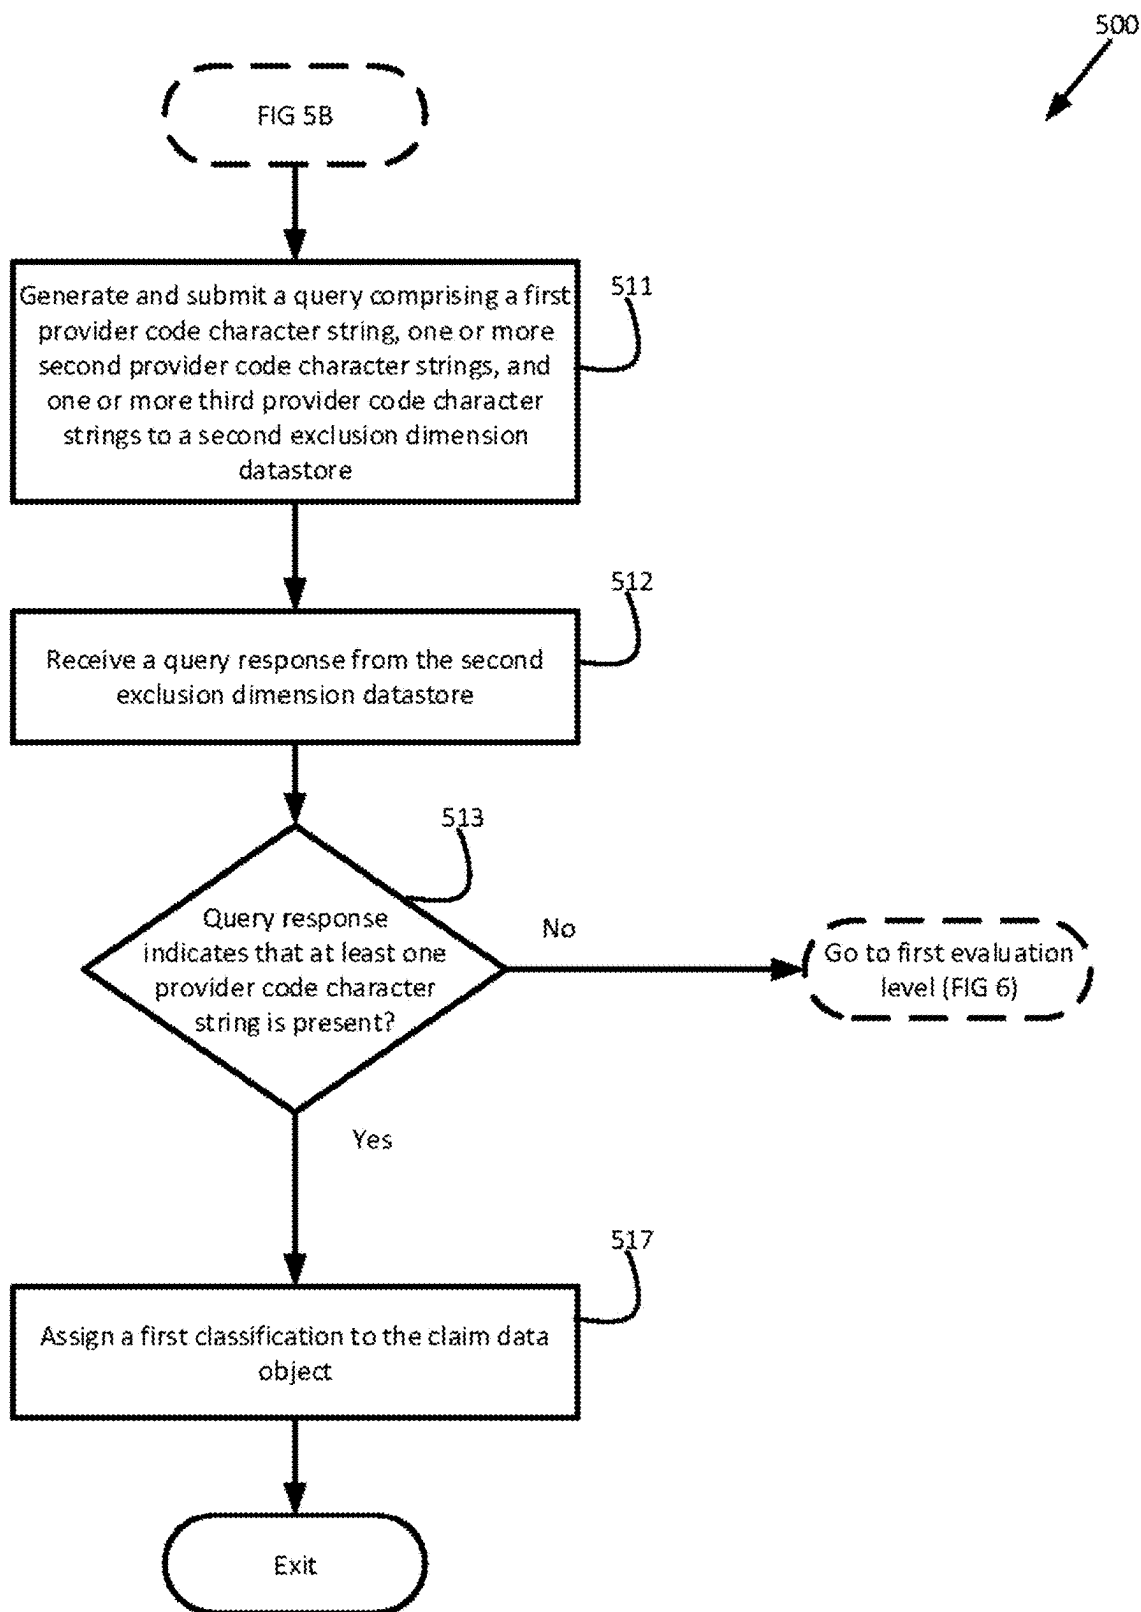 500
FIG 5B
Generate and submit a query comprising a first
provider code character string, one or more
second provider code character strings, and
one or more third provider code character
strings to a second exclusion dimension
datastore
511
512
Receive a query response from the second
exclusion dimension datastore
513
Query response
indicates that at least one
provider code character
string is present?
No
Go to first evaluation
level (FIG 6)
Yes
517
Assign a first classification to the claim data
object
Exit